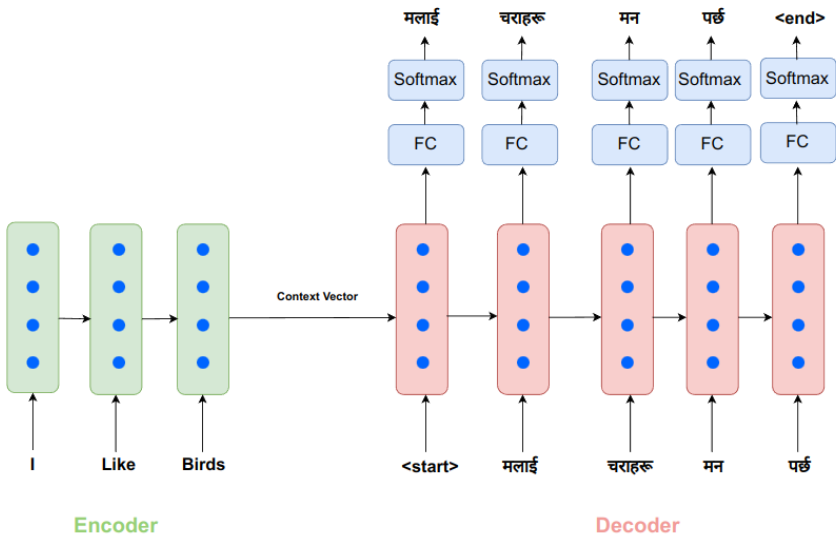 मलाई चराहरू मन पर्छ <end>
Softmax Softmax Softmax Softmax Softmax
FC FC FC FC FC
Context Vector
I Like Birds <start> मलाई चराहरू मन पर्छ
Encoder Decoder